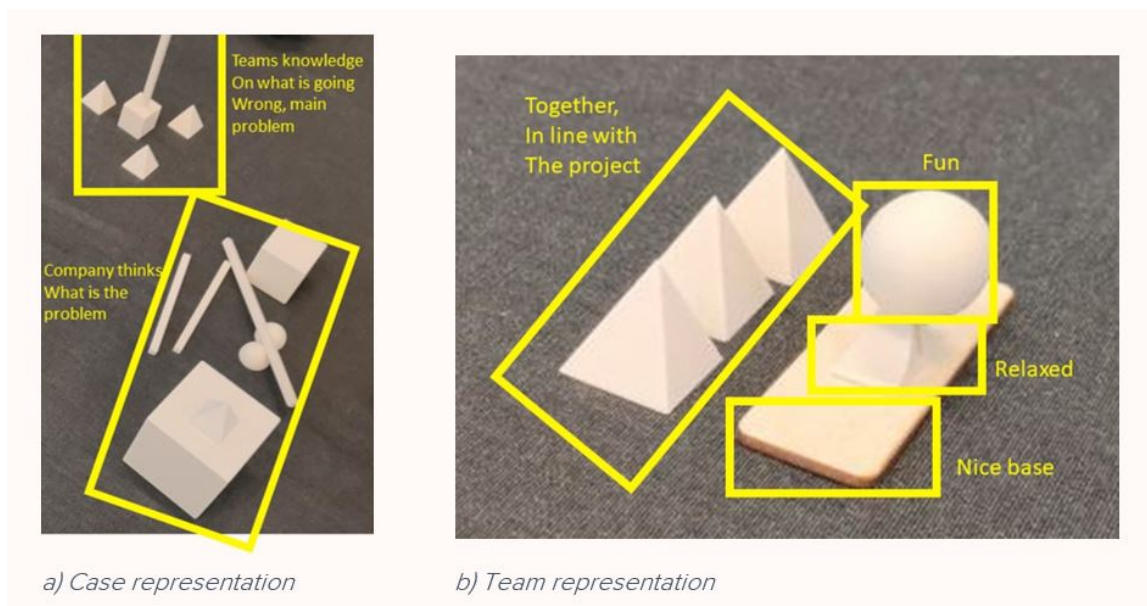 Teams knowledge
On what is going
Wrong, main
problem
Company thinks
What is the
problem
Together,
In line with
The project
Fun
Relaxed
Nice base
a) Case representation
b) Team representation